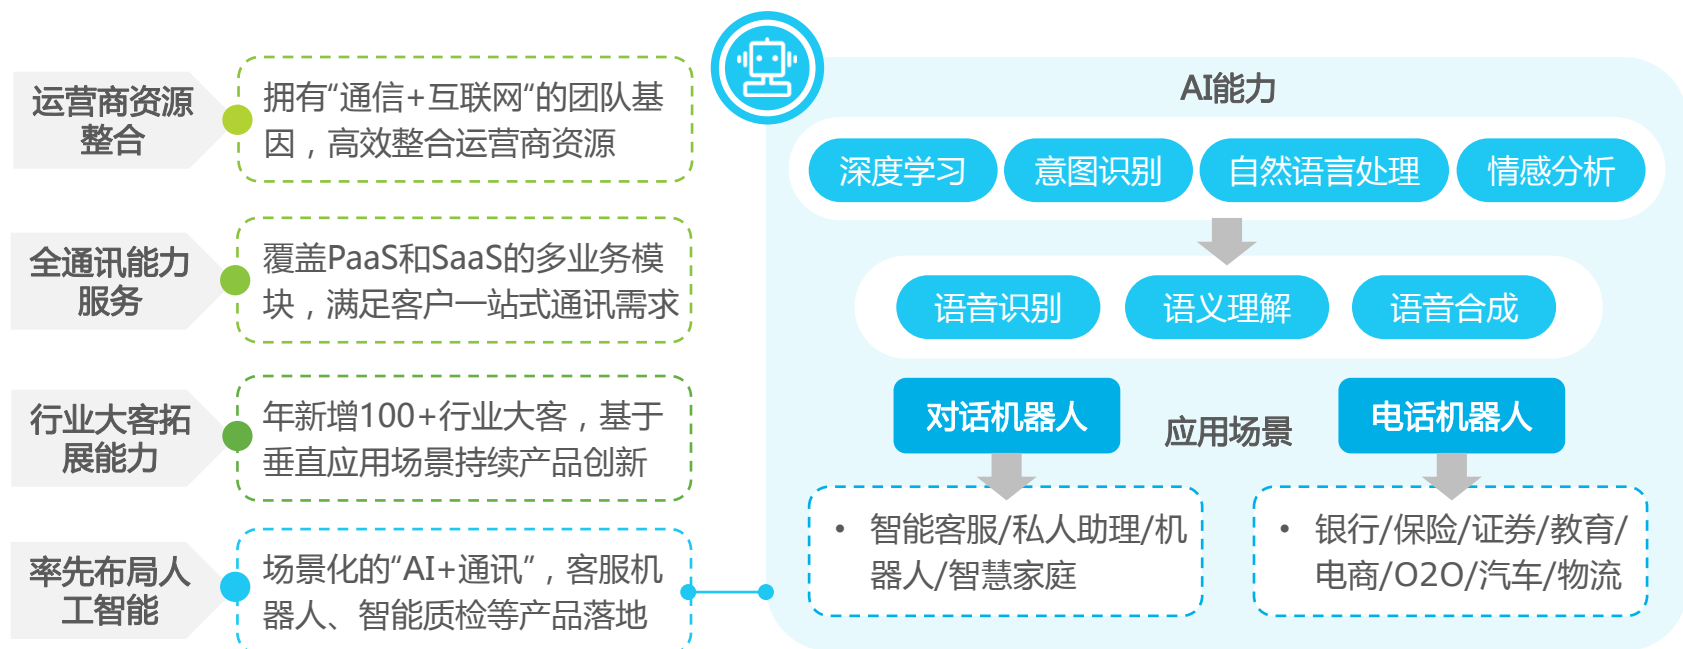 运营商资源
整合
拥有“通信+互联网“的团队基
因，高效整合运营商资源
全通讯能力
服务
覆盖PaaS和SaaS的多业务模
块，满足客户一站式通讯需求
行业大客拓
展能力
年新增100+行业大客，基于
垂直应用场景持续产品创新
率先布局人
工智能
场景化的“AI+通讯”，客服机
器人、智能质检等产品落地
AI能力
深度学习 意图识别 自然语言处理 情感分析
语音识别 语义理解 语音合成
对话机器人 应用场景 电话机器人
• 智能客服/私人助理/机
器人/智慧家庭
• 银行/保险/证券/教育/
电商/O2O/汽车/物流